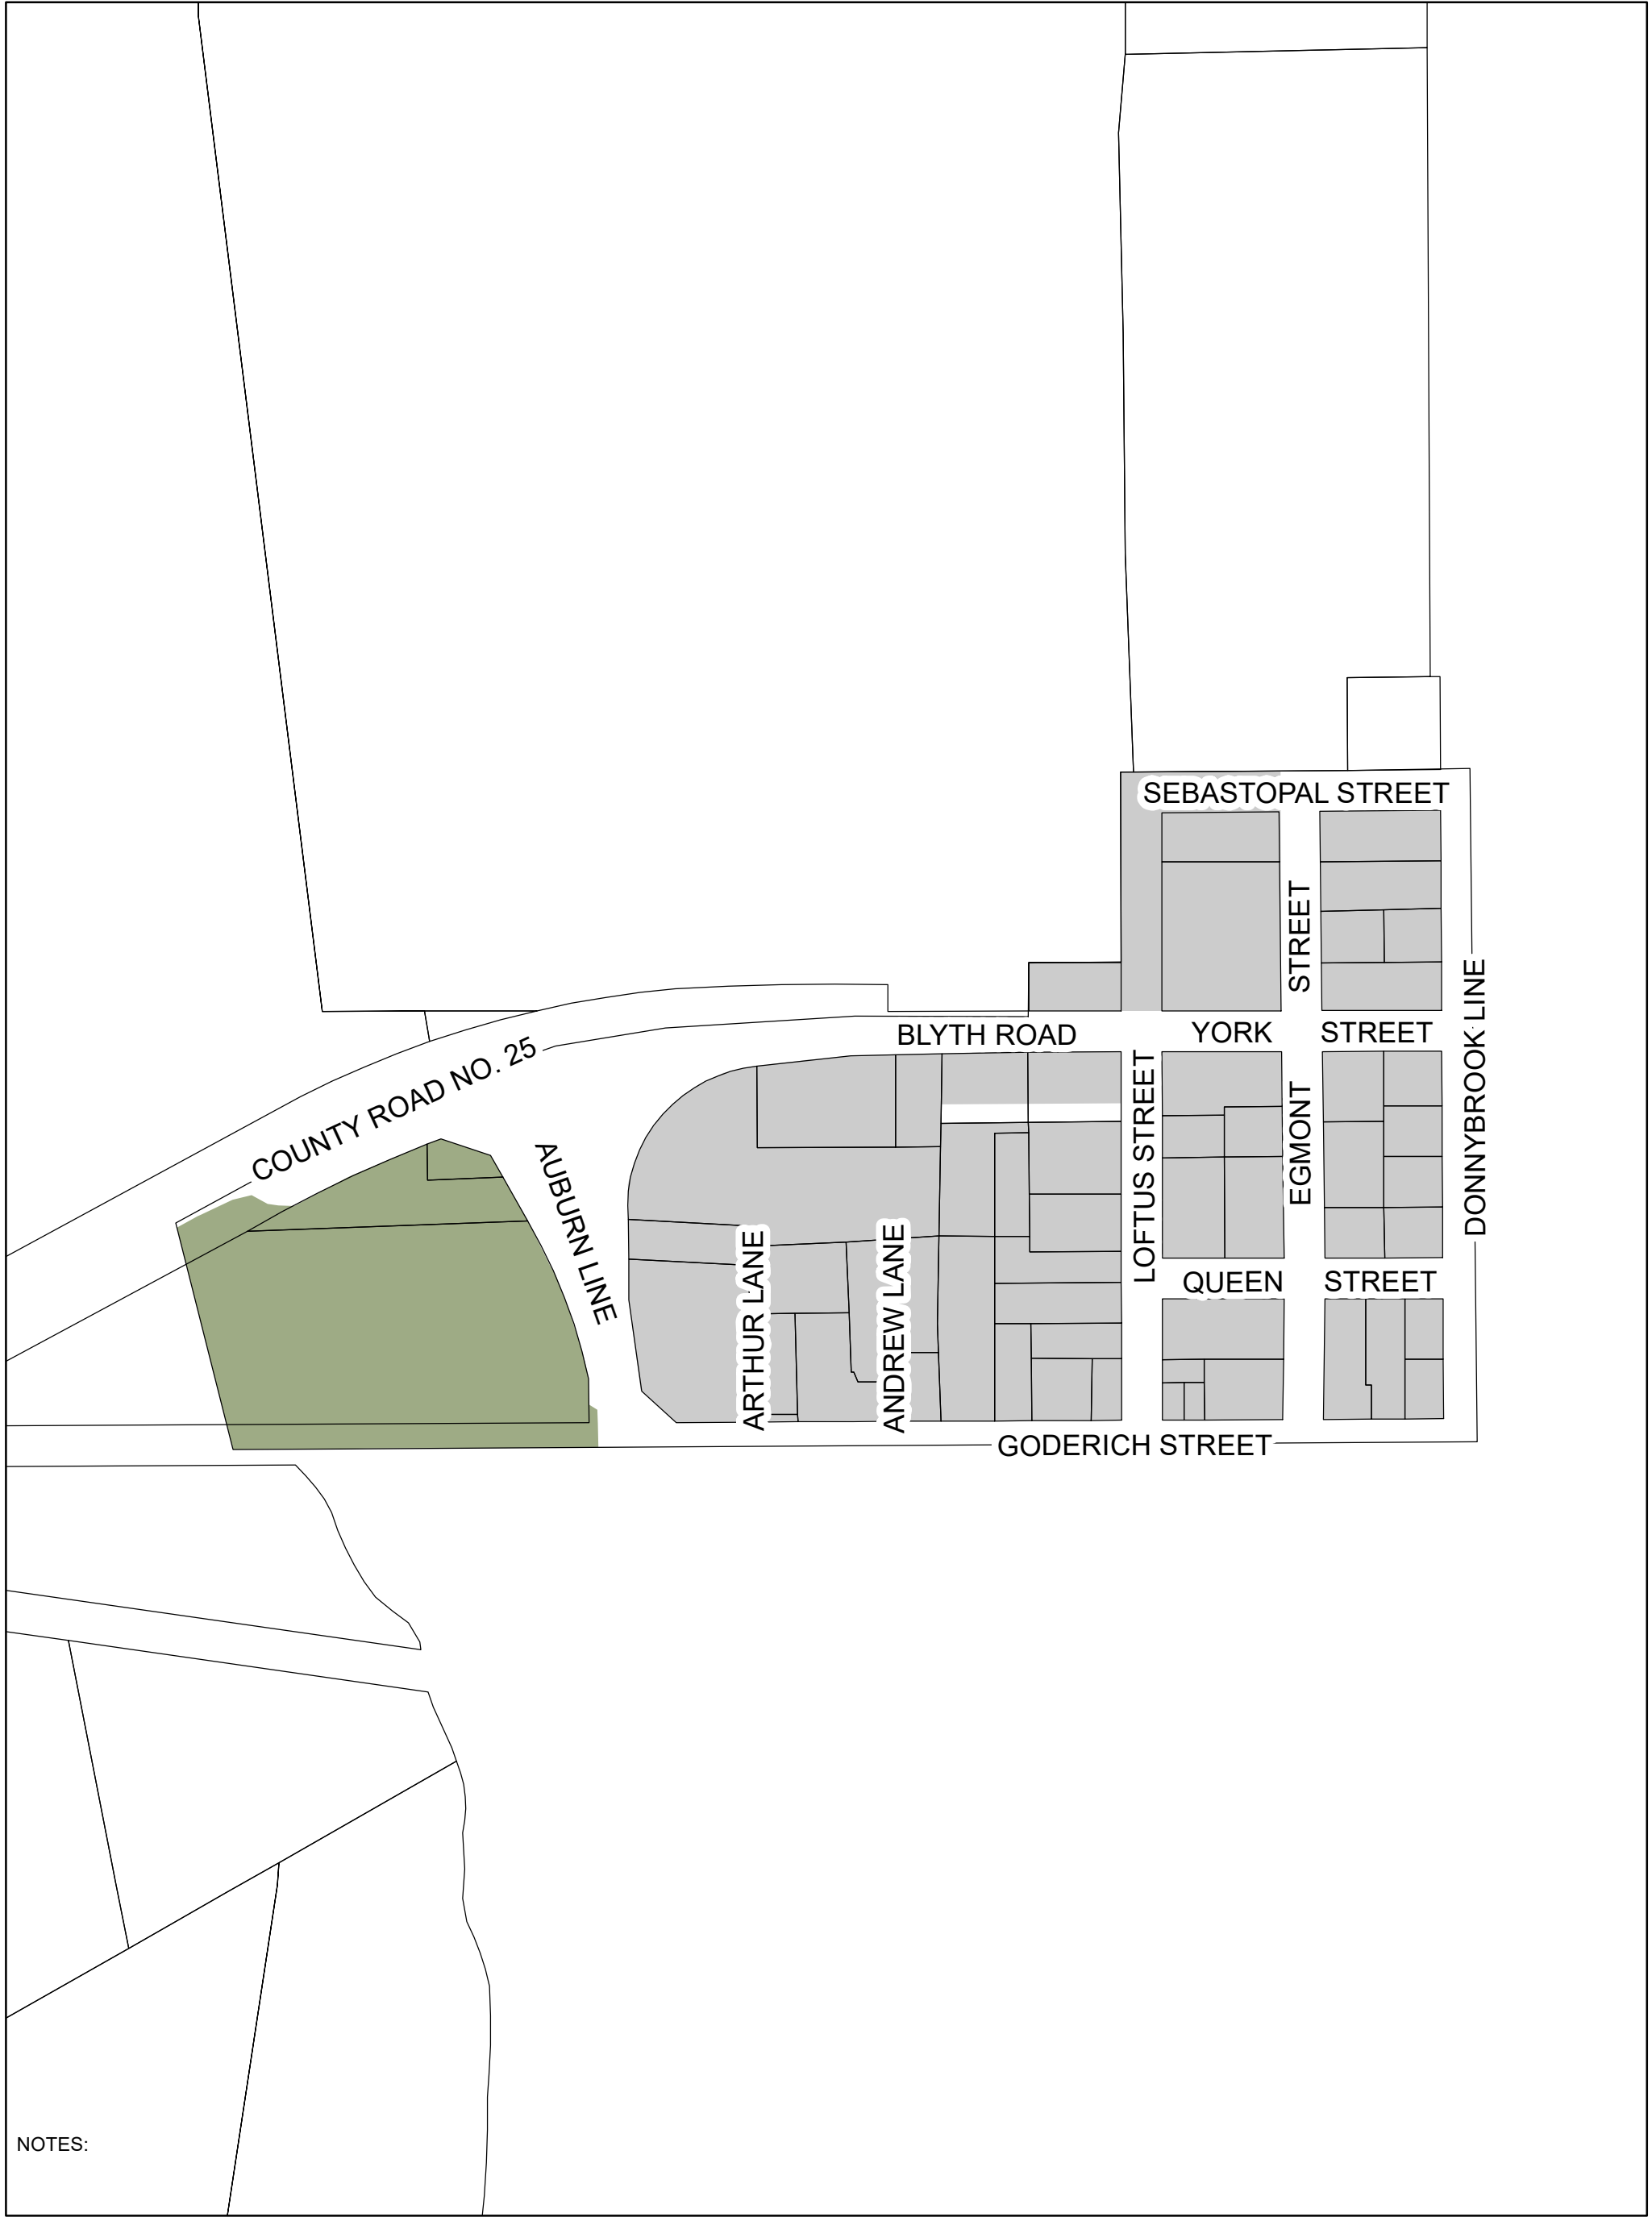 SEBASTOPAL STREET
STREET
BLYTH ROAD
YORK STREET
COUNTY ROAD NO. 25
DONNYBROOK LINE
LOFTUS STREET
EGMONT
AUBURN LINE
ARTHUR LANE
ANDREW LANE
QUEEN STREET
GODERICH STREET
NOTES: